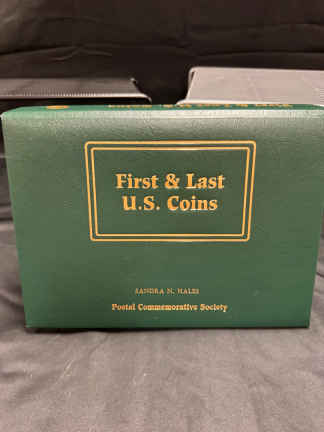 First & Last
U.S. Coins
SANDRA N. HALES
Postal Commemorative Society